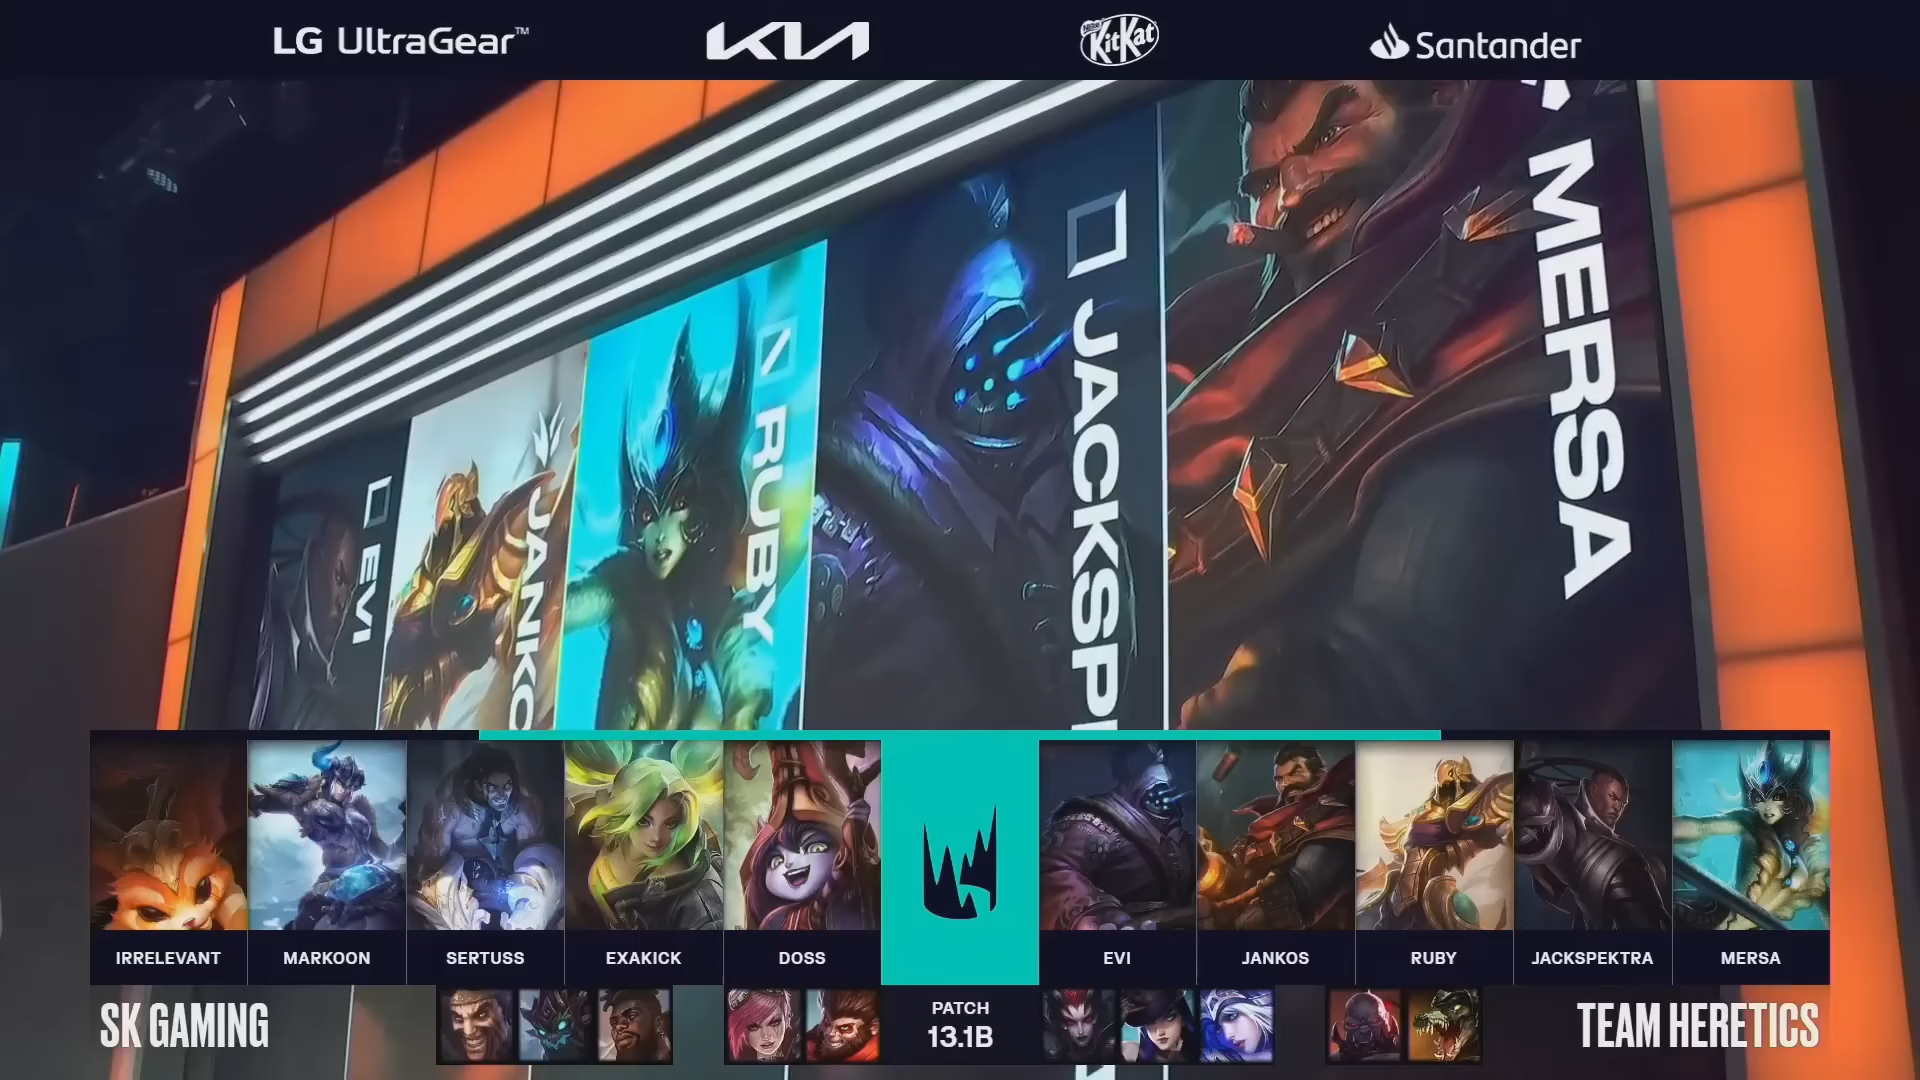 LG UltraGear™
KIA
Nestlé KitKat
Santander
EVI
JANKO
RUBY
JACKSP
MERSA
IRRELEVANT
MARKOON
SERTUSS
EXAKICK
DOSS
EVI
JANKOS
RUBY
JACKSPEKTRA
MERSA
SK GAMING
PATCH
13.1B
TEAM HERETICS